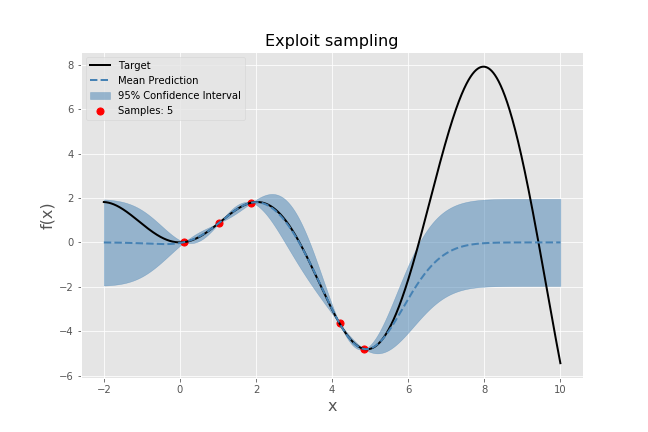 Exploit sampling
Target
Mean Prediction
95% Confidence Interval
Samples: 5
f(x)
8
6
4
2
0
−2
−4
−6
−2
0
2
4
6
8
10
x